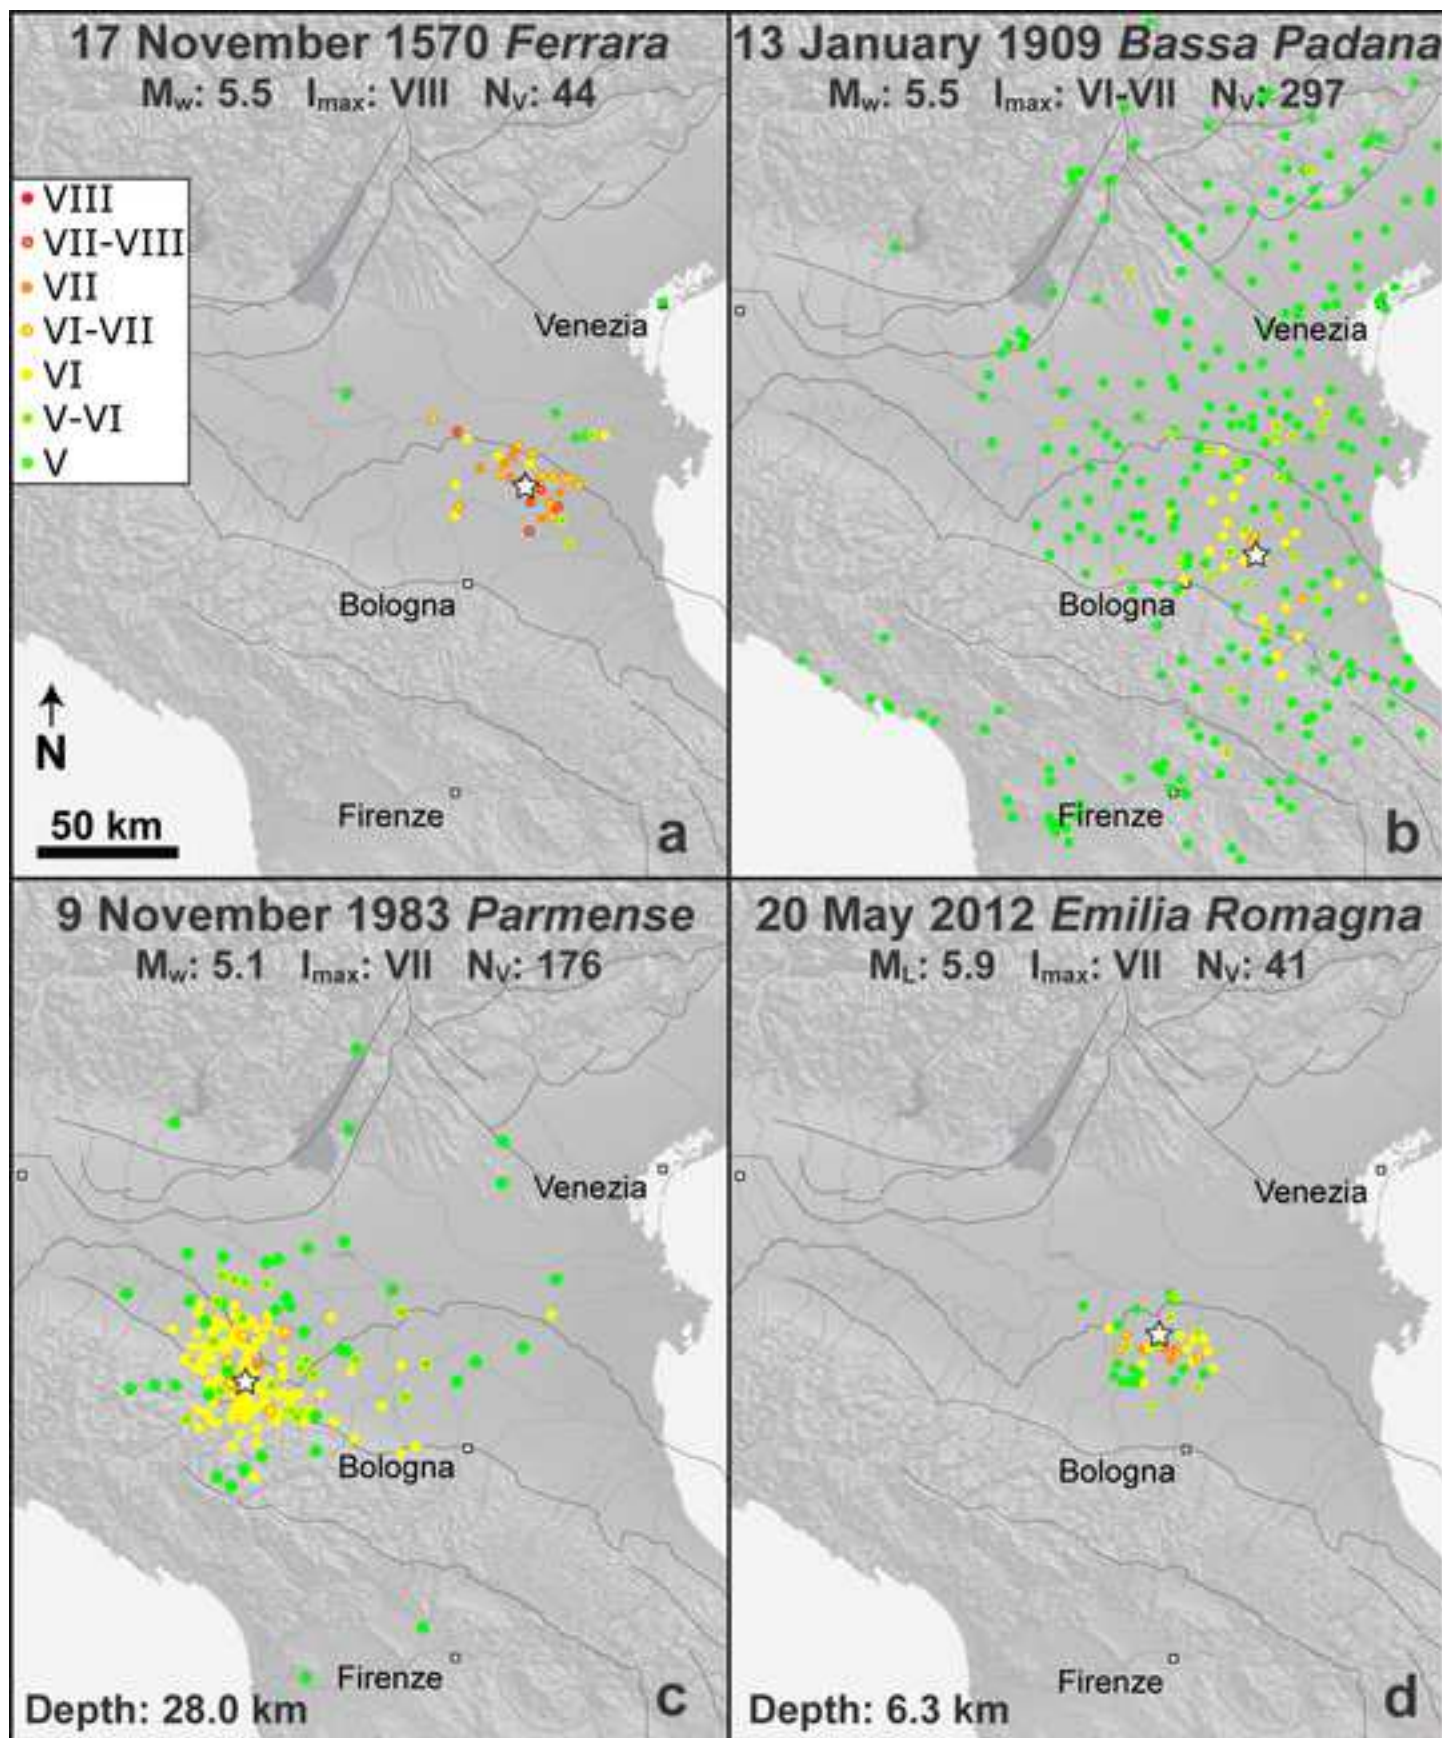 17 November 1570 Ferrara
Mw: 5.5 Imax: VIII NV: 44
VIII
VII-VIII
VII
VI-VII
VI
V-VI
V
Venezia
Bologna
N
50 km
Firenze
a
13 January 1909 Bassa Padana
Mw: 5.5 Imax: VI-VII NV: 297
Venezia
Bologna
Firenze
b
9 November 1983 Parmense
Mw: 5.1 Imax: VII NV: 176
Venezia
Bologna
Firenze
Depth: 28.0 km
c
20 May 2012 Emilia Romagna
ML: 5.9 Imax: VII NV: 41
Venezia
Bologna
Firenze
Depth: 6.3 km
d